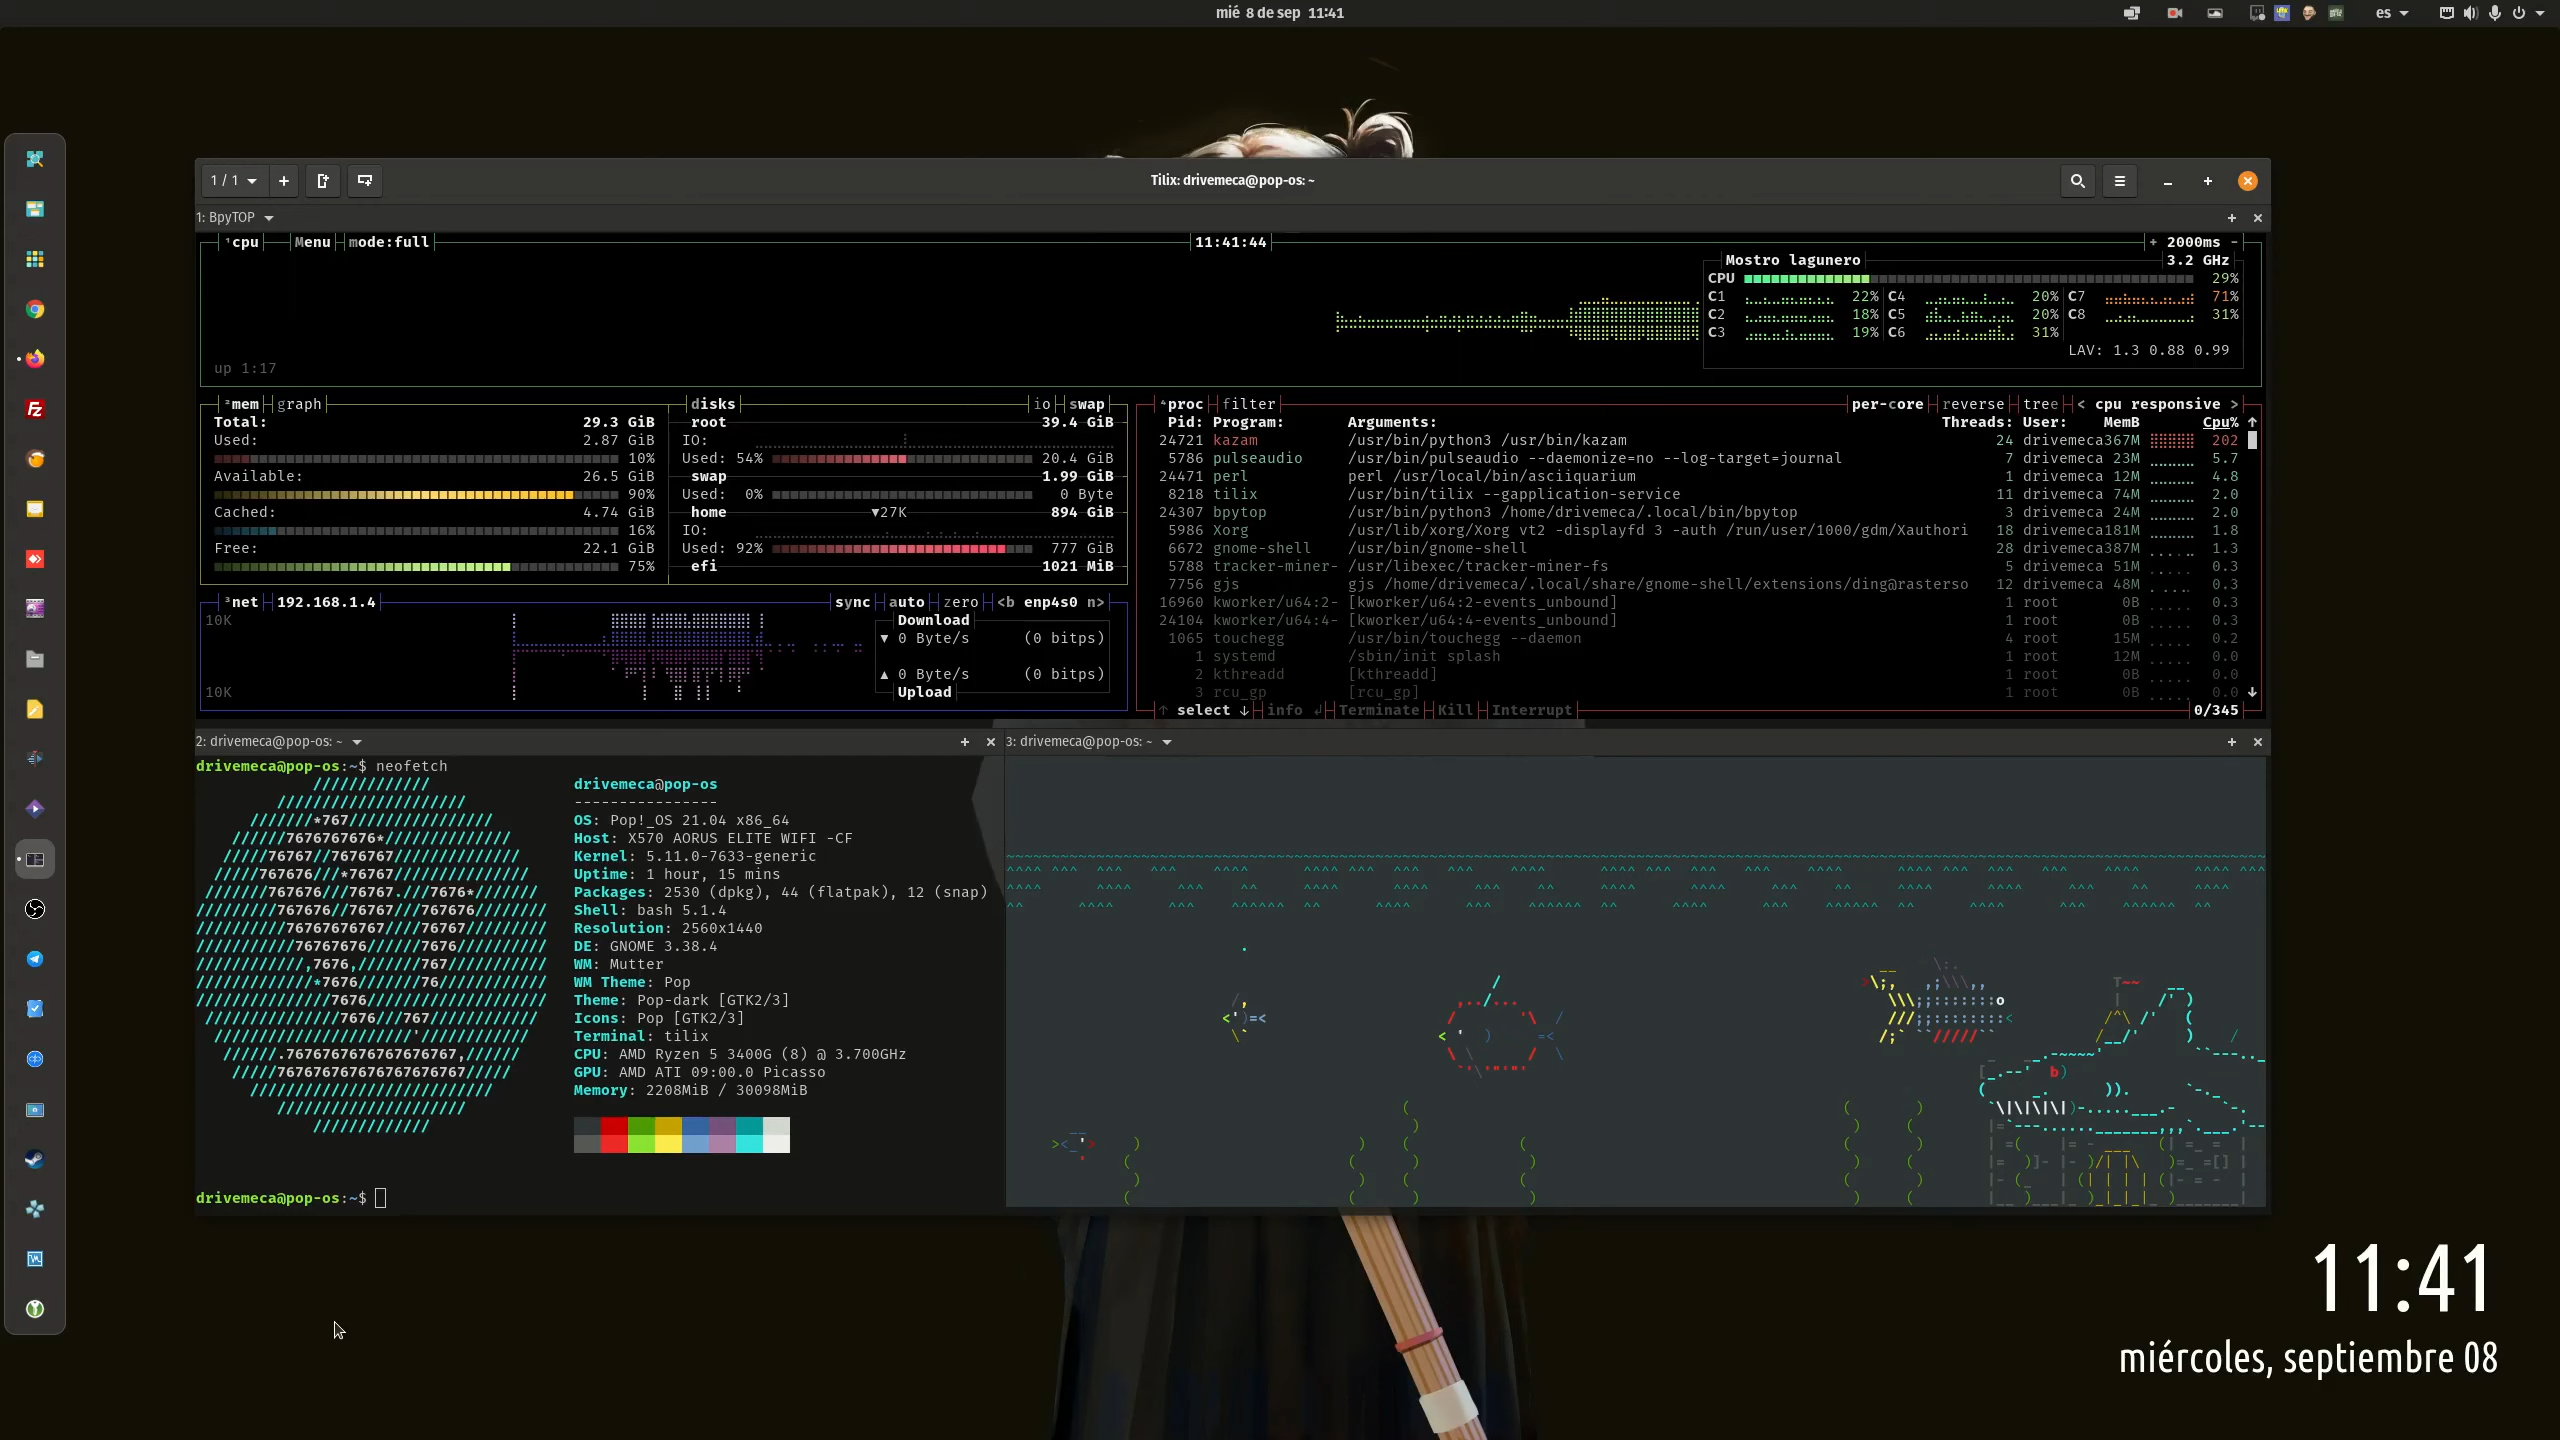 mié 8 de sep 11:41
es
1 / 1
Tilix: drivemeca@pop-os: ~
1: BpyTOP
¹cpu Menu mode:full 11:41:44 + 2000ms -
Mostro lagunero 3.2 GHz
CPU 29%
C1 22% C4 20% C7 71%
C2 18% C5 20% C8 31%
C3 19% C6 31%
LAV: 1.3 0.88 0.99
up 1:17
²mem graph
Total: 29.3 GiB
Used: 2.87 GiB
10%
Available: 26.5 GiB
90%
Cached: 4.74 GiB
16%
Free: 22.1 GiB
75%
disks io swap
root 39.4 GiB
IO:
Used: 54% 20.4 GiB
swap 1.99 GiB
Used: 0% 0 Byte
home ▼27K 894 GiB
IO:
Used: 92% 777 GiB
efi 1021 MiB
³net 192.168.1.4 sync auto zero <b enp4s0 n>
10K
Download
▼ 0 Byte/s (0 bitps)
▲ 0 Byte/s (0 bitps)
Upload
10K
⁴proc filter per-core reverse tree < cpu responsive >
Pid: Program: Arguments: Threads: User: MemB Cpu% ↑
24721 kazam /usr/bin/python3 /usr/bin/kazam 24 drivemeca367M 202
5786 pulseaudio /usr/bin/pulseaudio --daemonize=no --log-target=journal 7 drivemeca 23M 5.7
24471 perl perl /usr/local/bin/asciiquarium 1 drivemeca 12M 4.8
8218 tilix /usr/bin/tilix --gapplication-service 11 drivemeca 74M 2.0
24307 bpytop /usr/bin/python3 /home/drivemeca/.local/bin/bpytop 3 drivemeca 24M 2.0
5986 Xorg /usr/lib/xorg/Xorg vt2 -displayfd 3 -auth /run/user/1000/gdm/Xauthori 18 drivemeca181M 1.8
6672 gnome-shell /usr/bin/gnome-shell 28 drivemeca387M 1.3
5788 tracker-miner- /usr/libexec/tracker-miner-fs 5 drivemeca 51M 0.3
7756 gjs gjs /home/drivemeca/.local/share/gnome-shell/extensions/ding@rasterso 12 drivemeca 48M 0.3
16960 kworker/u64:2- [kworker/u64:2-events_unbound] 1 root 0B 0.3
24104 kworker/u64:4- [kworker/u64:4-events_unbound] 1 root 0B 0.3
1065 touchegg /usr/bin/touchegg --daemon 4 root 15M 0.2
1 systemd /sbin/init splash 1 root 12M 0.0
2 kthreadd [kthreadd] 1 root 0B 0.0
3 rcu_gp [rcu_gp] 1 root 0B 0.0 ↓
↑ select ↓ info ↲ Terminate Kill Interrupt 0/345
2: drivemeca@pop-os: ~
drivemeca@pop-os:~$ neofetch
drivemeca@pop-os
----------------
OS: Pop!_OS 21.04 x86_64
Host: X570 AORUS ELITE WIFI -CF
Kernel: 5.11.0-7633-generic
Uptime: 1 hour, 15 mins
Packages: 2530 (dpkg), 44 (flatpak), 12 (snap)
Shell: bash 5.1.4
Resolution: 2560x1440
DE: GNOME 3.38.4
WM: Mutter
WM Theme: Pop
Theme: Pop-dark [GTK2/3]
Icons: Pop [GTK2/3]
Terminal: tilix
CPU: AMD Ryzen 5 3400G (8) @ 3.700GHz
GPU: AMD ATI 09:00.0 Picasso
Memory: 2208MiB / 30098MiB
drivemeca@pop-os:~$
3: drivemeca@pop-os: ~
11:41
miércoles, septiembre 08